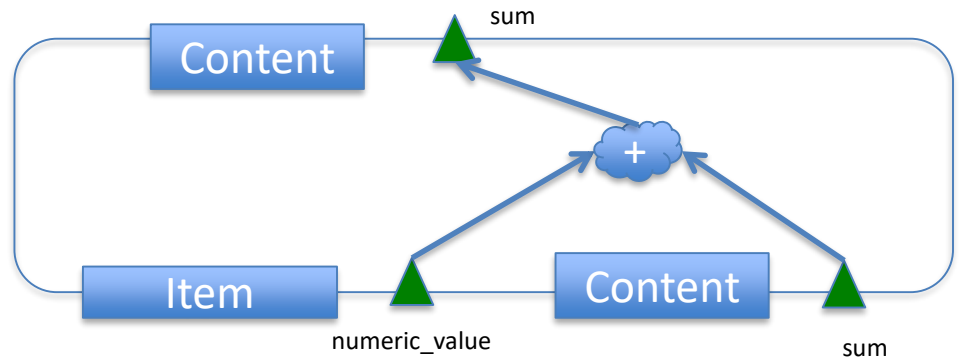 sum
Content
+
Item
Content
numeric_value
sum